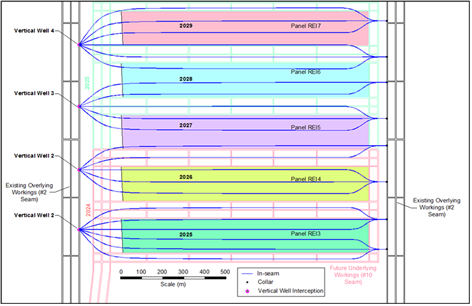 2029
Panel REI7
Vertical Well 4
2025
2028
Panel REI6
Vertical Well 3
2027
Panel REI5
Vertical Well 2
2026
Panel REI4
Existing Overlying
Workings (#2
Seam)
Existing Overlying
Workings (#2
Seam)
2024
Vertical Well 2
2025
Panel REI3
0 100 200 300 400 500
Scale (m)
In-seam
Collar
Vertical Well Interception
Future Underlying
Workings (#10
Seam)